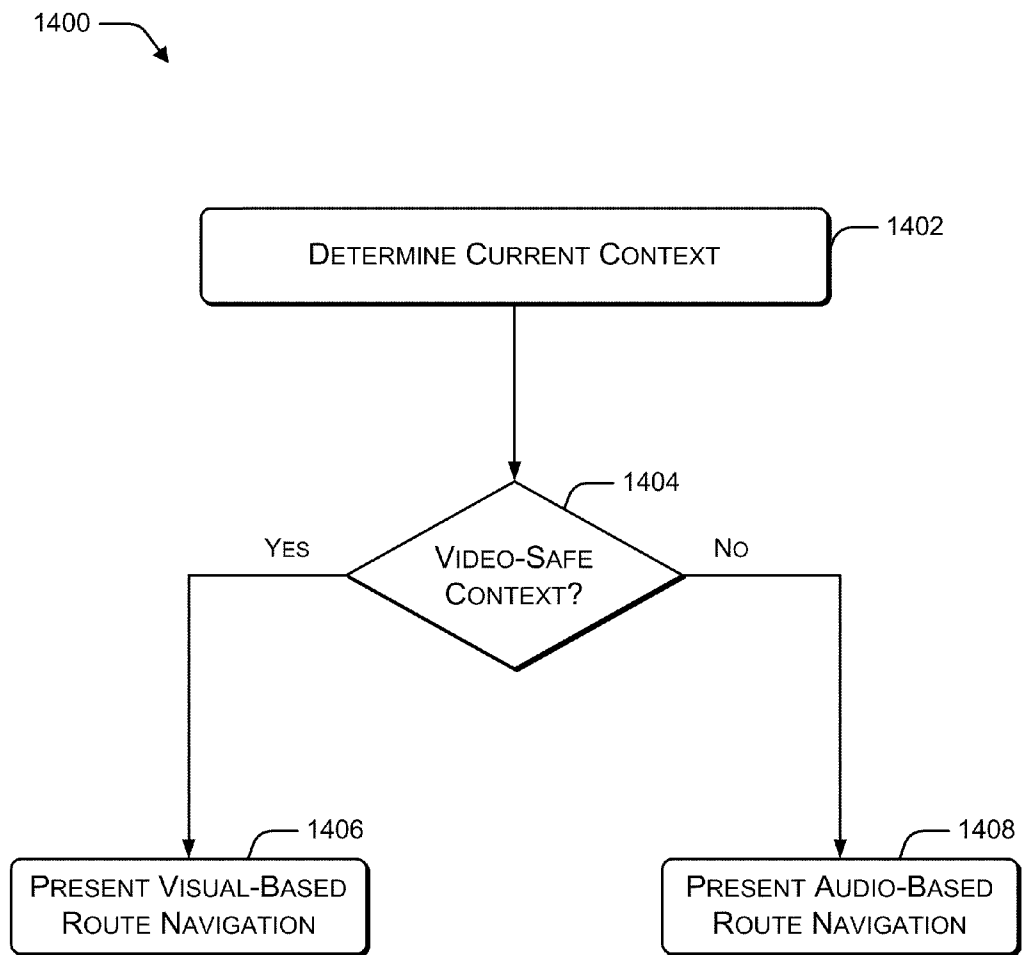 1400
DETERMINE CURRENT CONTEXT
1402
1404
YES
VIDEO-SAFE
CONTEXT?
NO
1406
PRESENT VISUAL-BASED
ROUTE NAVIGATION
1408
PRESENT AUDIO-BASED
ROUTE NAVIGATION